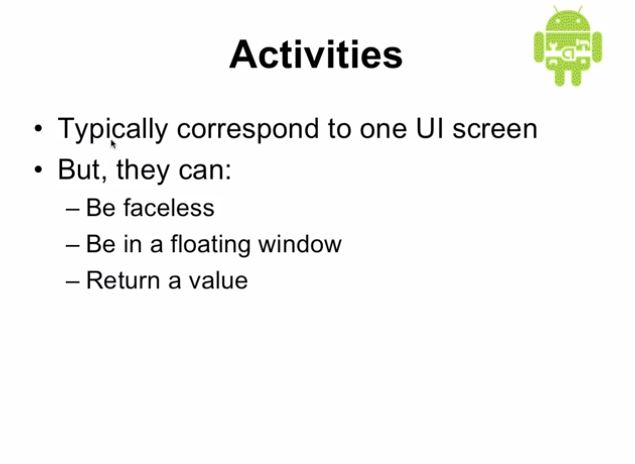 Activities
• Typically correspond to one UI screen
• But, they can:
– Be faceless
– Be in a floating window
– Return a value